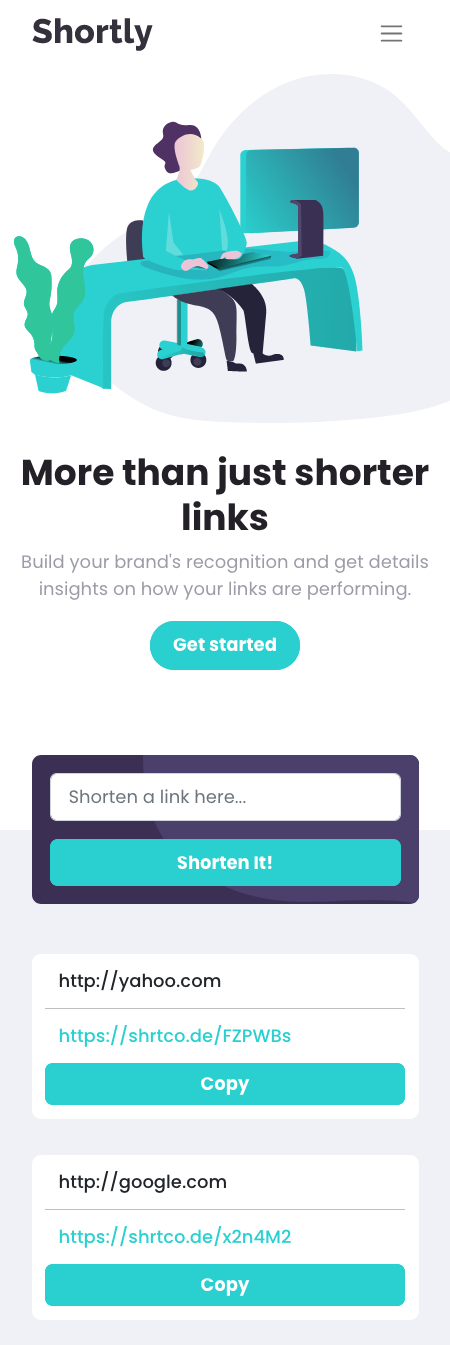 Shortly
More than just shorter
links
Build your brand's recognition and get details
insights on how your links are performing.
Get started
Shorten a link here...
Shorten It!
http://yahoo.com
https://shrtco.de/FZPWBs
Copy
http://google.com
https://shrtco.de/x2n4M2
Copy